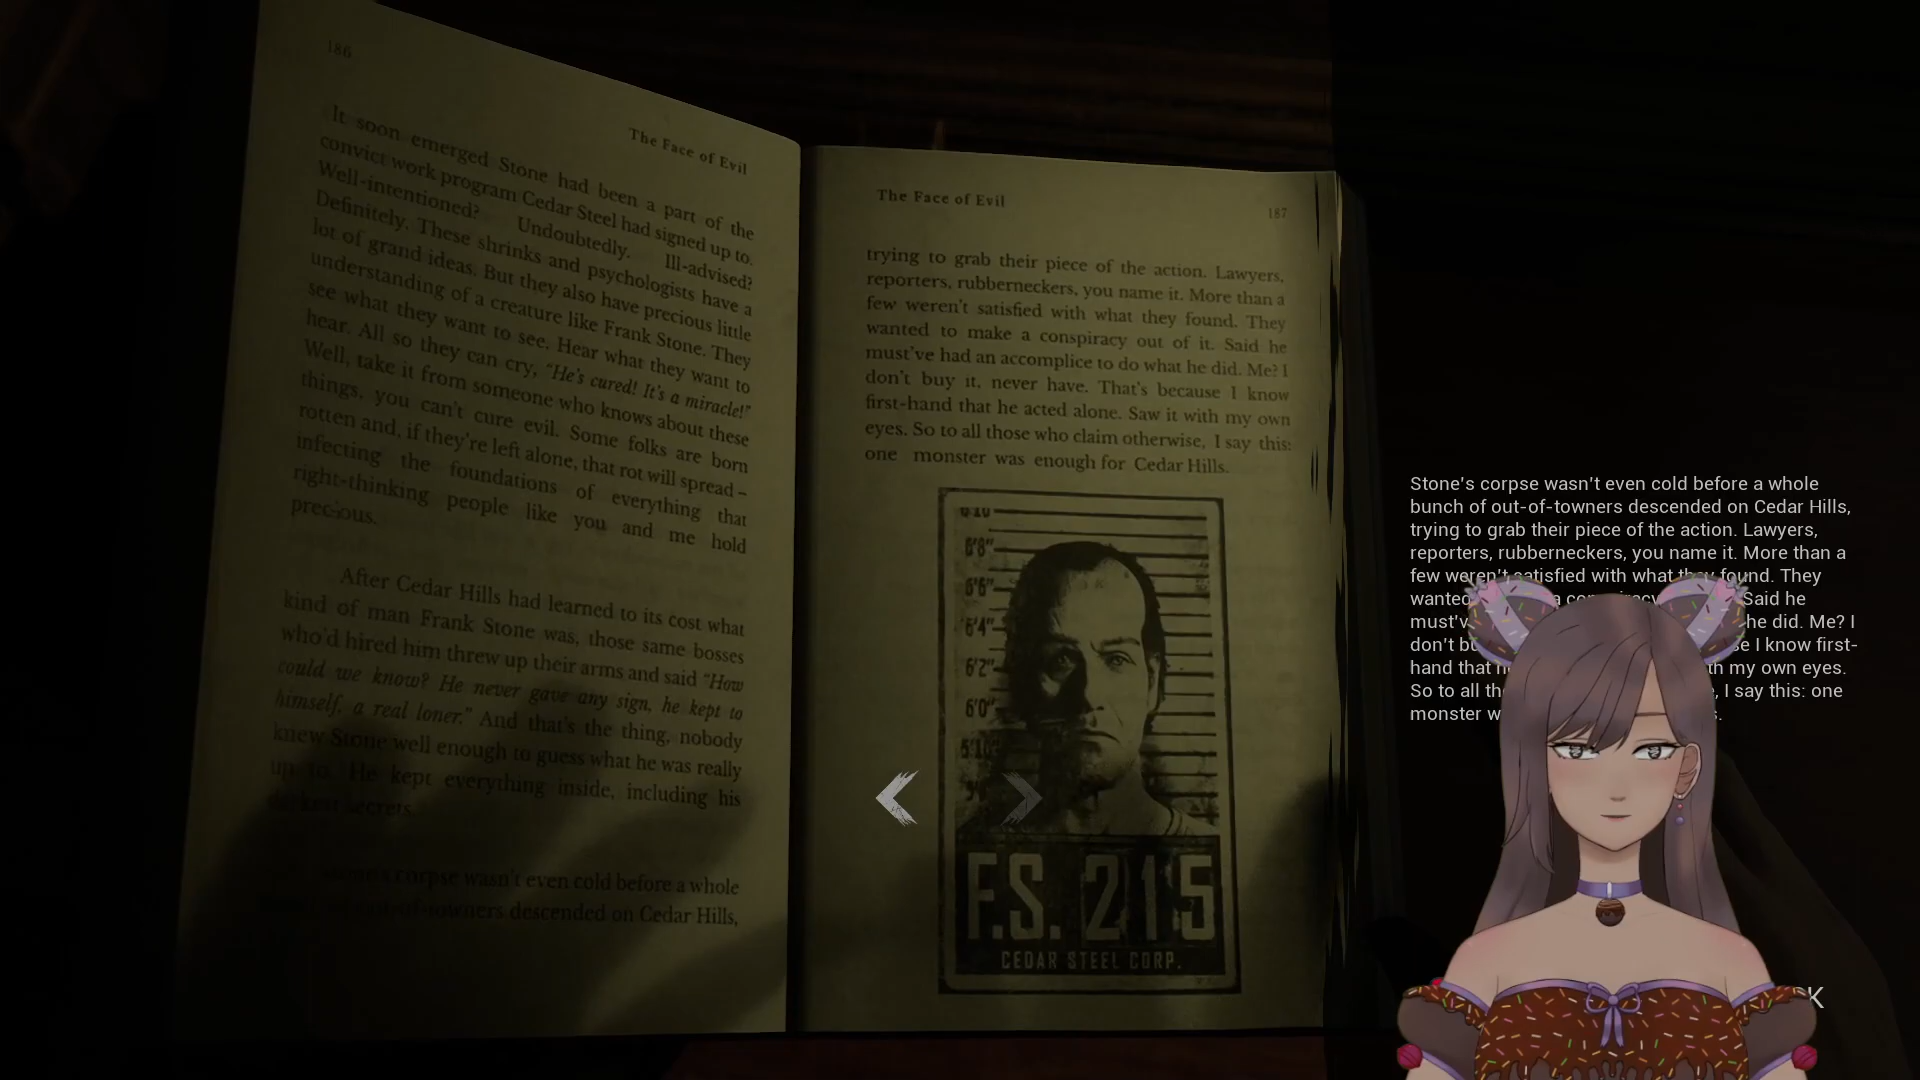 186
The Face of Evil
It soon emerged Stone had been a part of the
convict work program Cedar Steel had signed up to.
Well-intentioned? Undoubtedly. Ill-advised?
Definitely. These shrinks and psychologists have a
lot of grand ideas. But they also have precious little
understanding of a creature like Frank Stone. They
see what they want to see. Hear what they want to
hear. All so they can cry, "He's cured! It's a miracle!"
Well, take it from someone who knows about these
things, you can't cure evil. Some folks are born
rotten and, if they're left alone, that rot will spread –
infecting the foundations of everything that
right-thinking people like you and me hold
precious.
After Cedar Hills had learned to its cost what
kind of man Frank Stone was, those same bosses
who'd hired him threw up their arms and said "How
could we know? He never gave any sign, he kept to
himself, a real loner." And that's the thing, nobody
knew Stone well enough to guess what he was really
up to. He kept everything inside, including his
darkest secrets.
Stone's corpse wasn't even cold before a whole
bunch of out-of-towners descended on Cedar Hills,
The Face of Evil
187
trying to grab their piece of the action. Lawyers,
reporters, rubberneckers, you name it. More than a
few weren't satisfied with what they found. They
wanted to make a conspiracy out of it. Said he
must've had an accomplice to do what he did. Me? I
don't buy it, never have. That's because I know
first-hand that he acted alone. Saw it with my own
eyes. So to all those who claim otherwise, I say this:
one monster was enough for Cedar Hills.
6'10"
6'8"
6'6"
6'4"
6'2"
6'0"
5'10"
F.S. 215
CEDAR STEEL CORP.
Stone's corpse wasn't even cold before a whole
bunch of out-of-towners descended on Cedar Hills,
trying to grab their piece of the action. Lawyers,
reporters, rubberneckers, you name it. More than a
few weren't satisfied with what they found. They
wanted a conspiracy Said he
he did. Me? I
don't I know first-
hand that my own eyes.
So to all I say this: one
monster